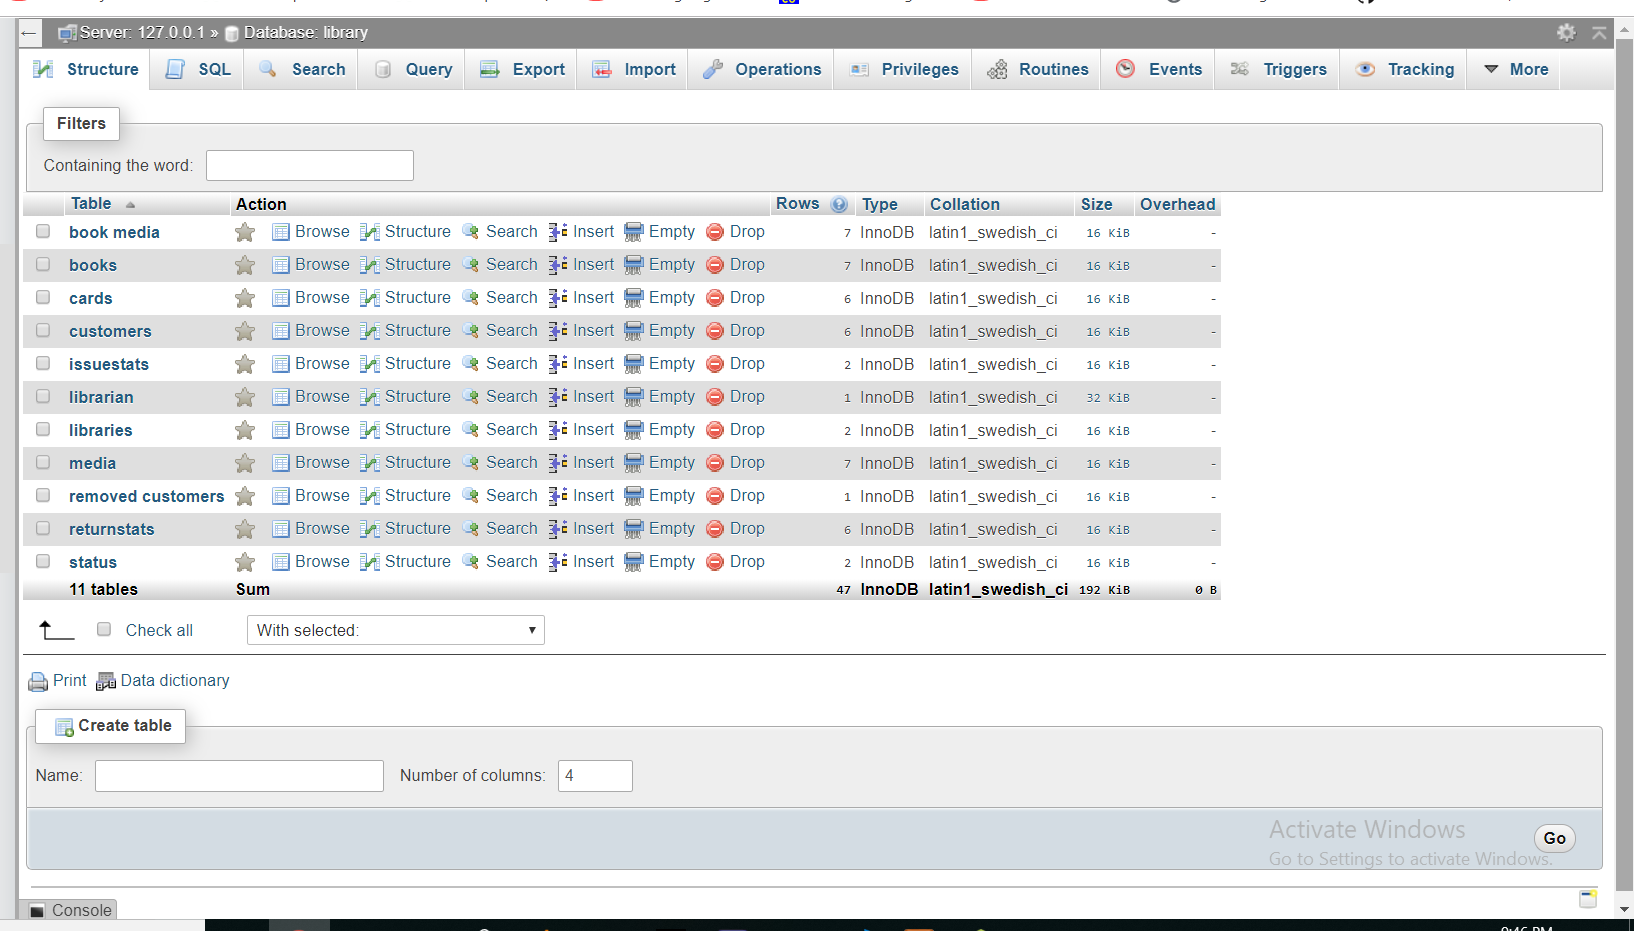 Server: 127.0.0.1 » Database: library
Structure SQL Search Query Export Import Operations Privileges Routines Events Triggers Tracking More
Filters
Containing the word:
Table Action Rows Type Collation Size Overhead
book media Browse Structure Search Insert Empty Drop 7 InnoDB latin1_swedish_ci 16 KiB -
books Browse Structure Search Insert Empty Drop 7 InnoDB latin1_swedish_ci 16 KiB -
cards Browse Structure Search Insert Empty Drop 6 InnoDB latin1_swedish_ci 16 KiB -
customers Browse Structure Search Insert Empty Drop 6 InnoDB latin1_swedish_ci 16 KiB -
issuestats Browse Structure Search Insert Empty Drop 2 InnoDB latin1_swedish_ci 16 KiB -
librarian Browse Structure Search Insert Empty Drop 1 InnoDB latin1_swedish_ci 32 KiB -
libraries Browse Structure Search Insert Empty Drop 2 InnoDB latin1_swedish_ci 16 KiB -
media Browse Structure Search Insert Empty Drop 7 InnoDB latin1_swedish_ci 16 KiB -
removed customers Browse Structure Search Insert Empty Drop 1 InnoDB latin1_swedish_ci 16 KiB -
returnstats Browse Structure Search Insert Empty Drop 6 InnoDB latin1_swedish_ci 16 KiB -
status Browse Structure Search Insert Empty Drop 2 InnoDB latin1_swedish_ci 16 KiB -
11 tables Sum 47 InnoDB latin1_swedish_ci 192 KiB 0 B
Check all With selected:
Print Data dictionary
Create table
Name: Number of columns: 4
Activate Windows
Go
Go to Settings to activate Windows.
Console